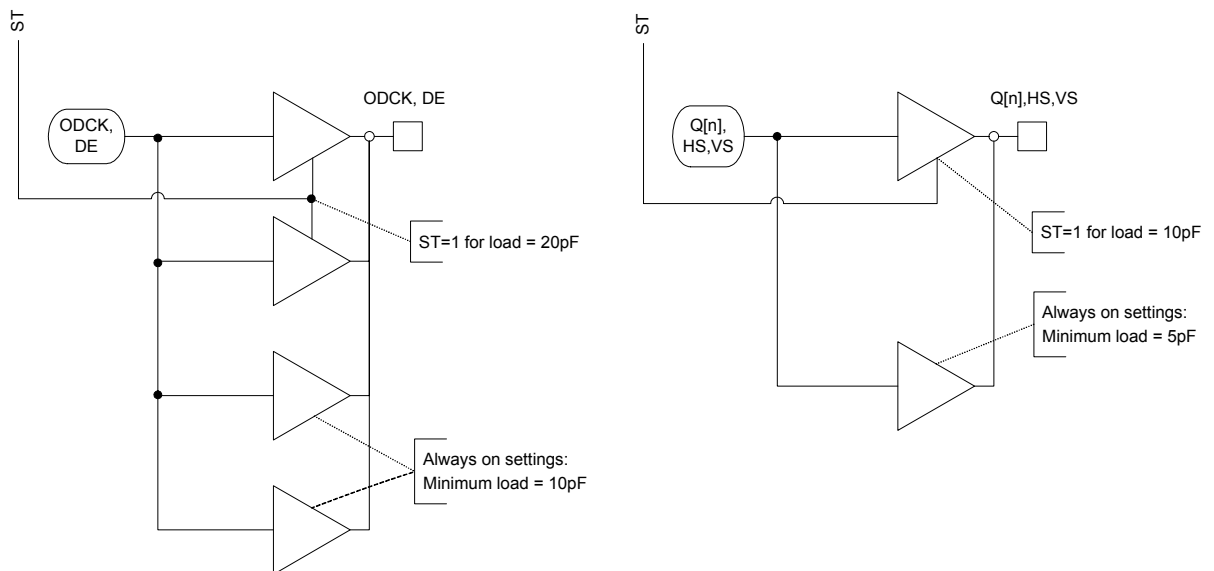 ST
ODCK,
DE
ODCK, DE
ST=1 for load = 20pF
Always on settings:
Minimum load = 10pF
ST
Q[n],
HS,VS
Q[n],HS,VS
ST=1 for load = 10pF
Always on settings:
Minimum load = 5pF